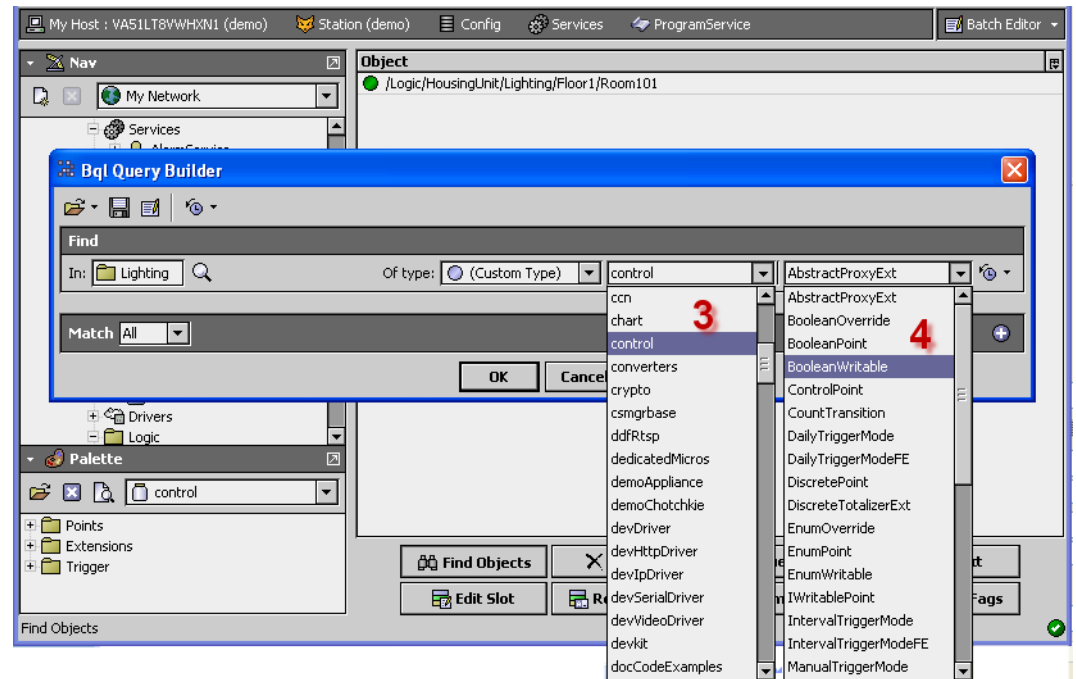 My Host : VA51LT8VWHXN1 (demo) Station (demo) Config Services ProgramService Batch Editor
Nav
My Network
Services
Object
/Logic/HousingUnit/Lighting/Floor1/Room101
Bql Query Builder
Find
In: Lighting Of type: (Custom Type) control AbstractProxyExt
Match All
OK Cancel
ccn
chart
control
converters
crypto
csmgrbase
ddfRtsp
dedicatedMicros
demoAppliance
demoChotchkie
devDriver
devHttpDriver
devIpDriver
devSerialDriver
devVideoDriver
devkit
docCodeExamples
3
AbstractProxyExt
BooleanOverride
BooleanPoint
BooleanWritable
ControlPoint
CountTransition
DailyTriggerMode
DailyTriggerModeFE
DiscretePoint
DiscreteTotalizerExt
EnumOverride
EnumPoint
EnumWritable
IWritablePoint
IntervalTriggerMode
IntervalTriggerModeFE
ManualTriggerMode
4
Drivers
Logic
Palette
control
Points
Extensions
Trigger
Find Objects
Edit Slot
Find Objects